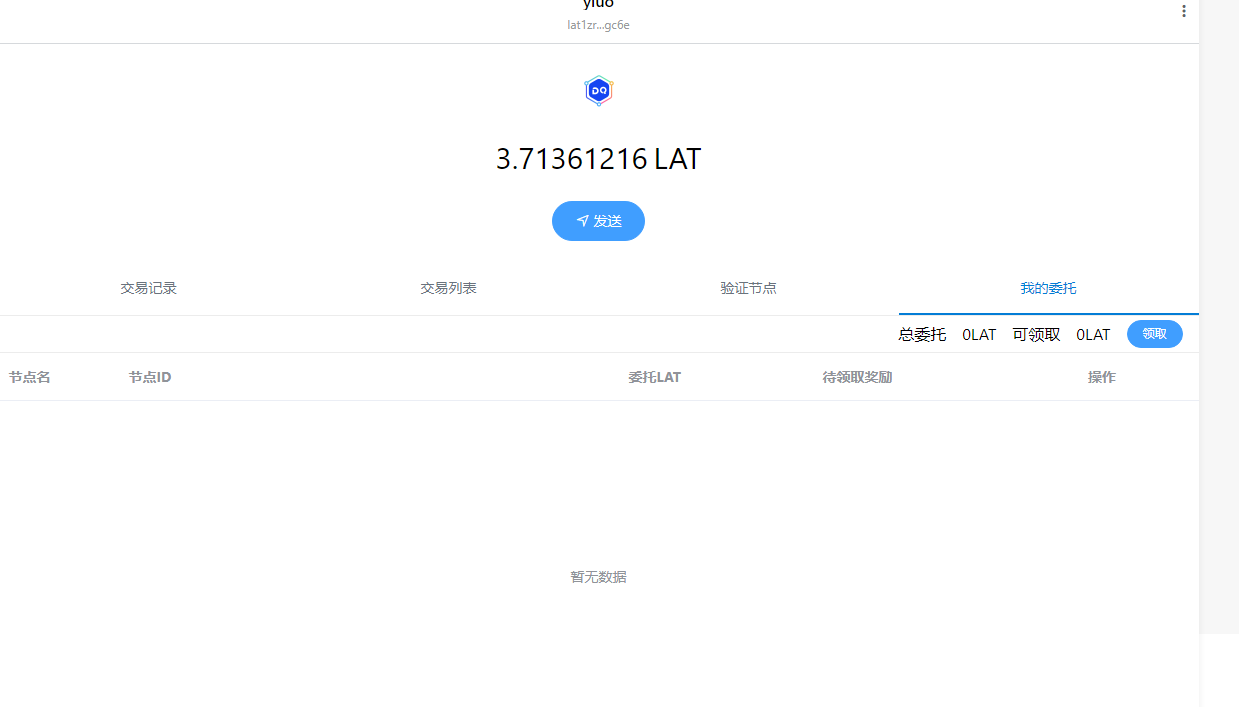 yiuo
lat1zr...gc6e
DQ
3.71361216 LAT
发送
交易记录 交易列表 验证节点 我的委托
总委托 0LAT 可领取 0LAT 领取
节点名 节点ID 委托LAT 待领取奖励 操作
暂无数据